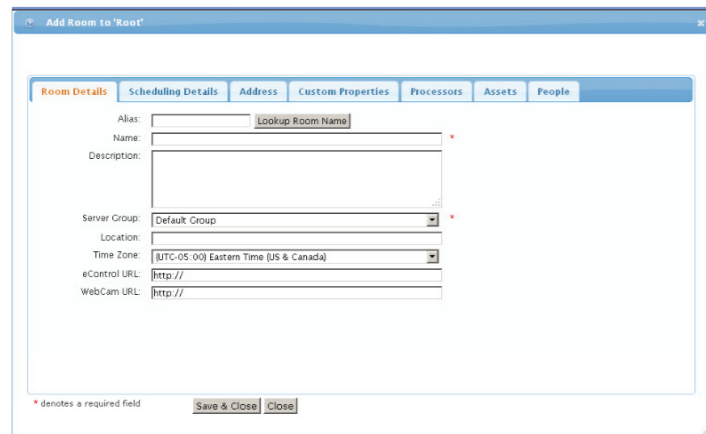 Add Room to 'Root'
Room Details Scheduling Details Address Custom Properties Processors Assets People
Alias: Lookup Room Name
Name: *
Description:
Server Group: Default Group *
Location:
Time Zone: (UTC-05:00) Eastern Time (US & Canada)
eControl URL: http://
WebCam URL: http://
* denotes a required field Save & Close Close